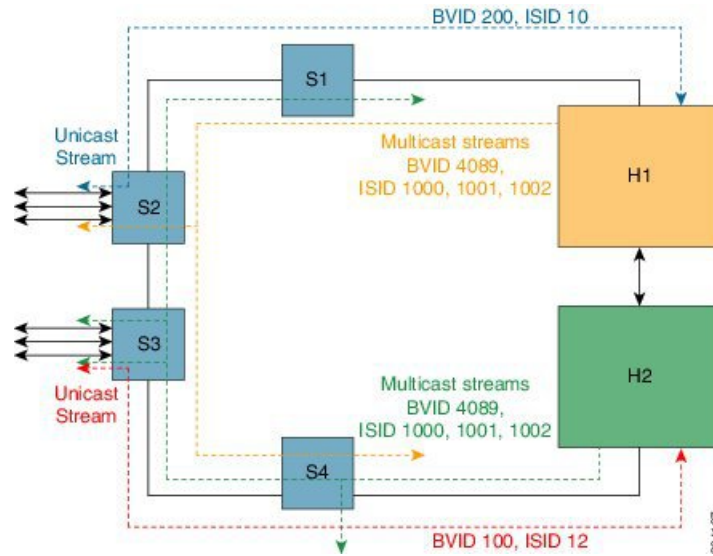 BVID 200, ISID 10
S1
Unicast
Stream
Multicast streams
BVID 4089,
ISID 1000, 1001, 1002
H1
S2
S3
H2
Unicast
Stream
Multicast streams
BVID 4089,
ISID 1000, 1001, 1002
S4
BVID 100, ISID 12